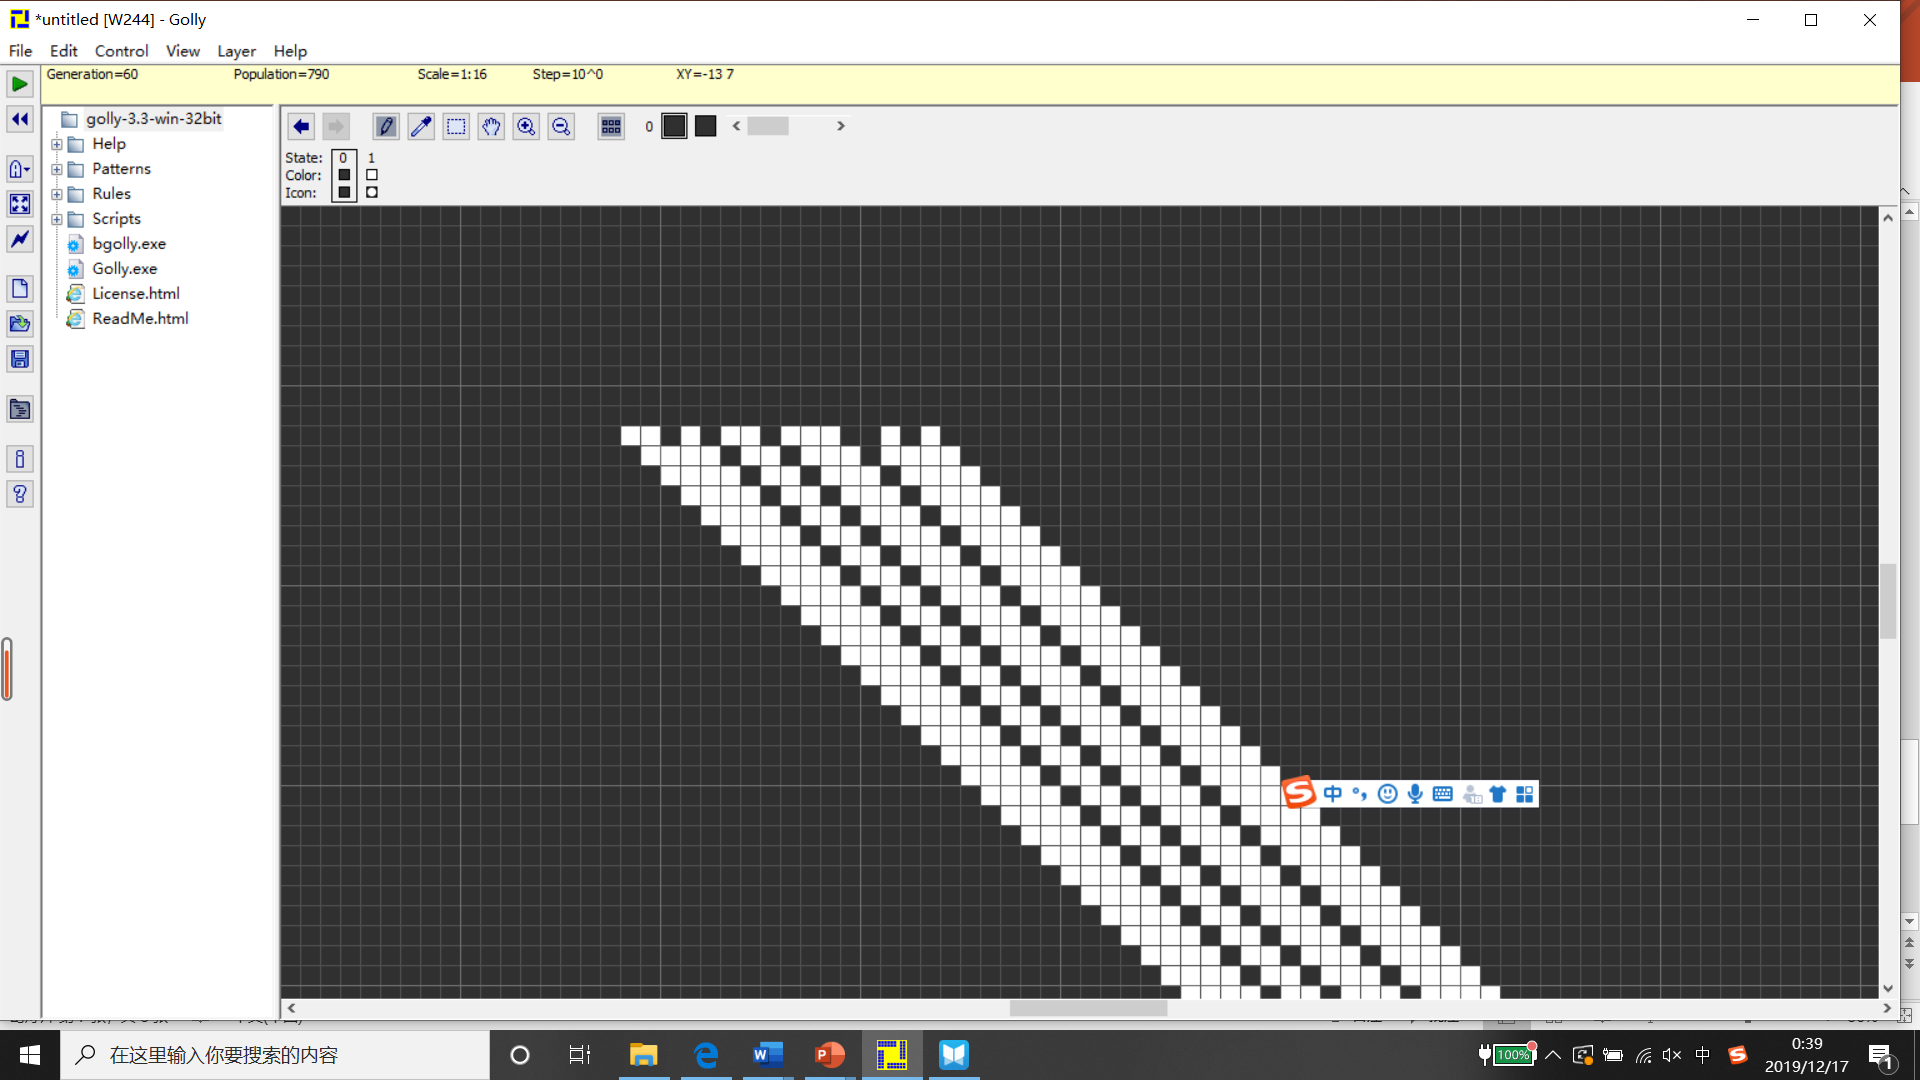 *untitled [W244] - Golly
File Edit Control View Layer Help
Generation=60 Population=790 Scale=1:16 Step=10^0 XY=-13 7
golly-3.3-win-32bit
Help
Patterns
Rules
Scripts
bgolly.exe
Golly.exe
License.html
ReadMe.html
0
State: 0 1
Color:
Icon:
中
在这里输入你要搜索的内容
100%
中
0:39
2019/12/17
1